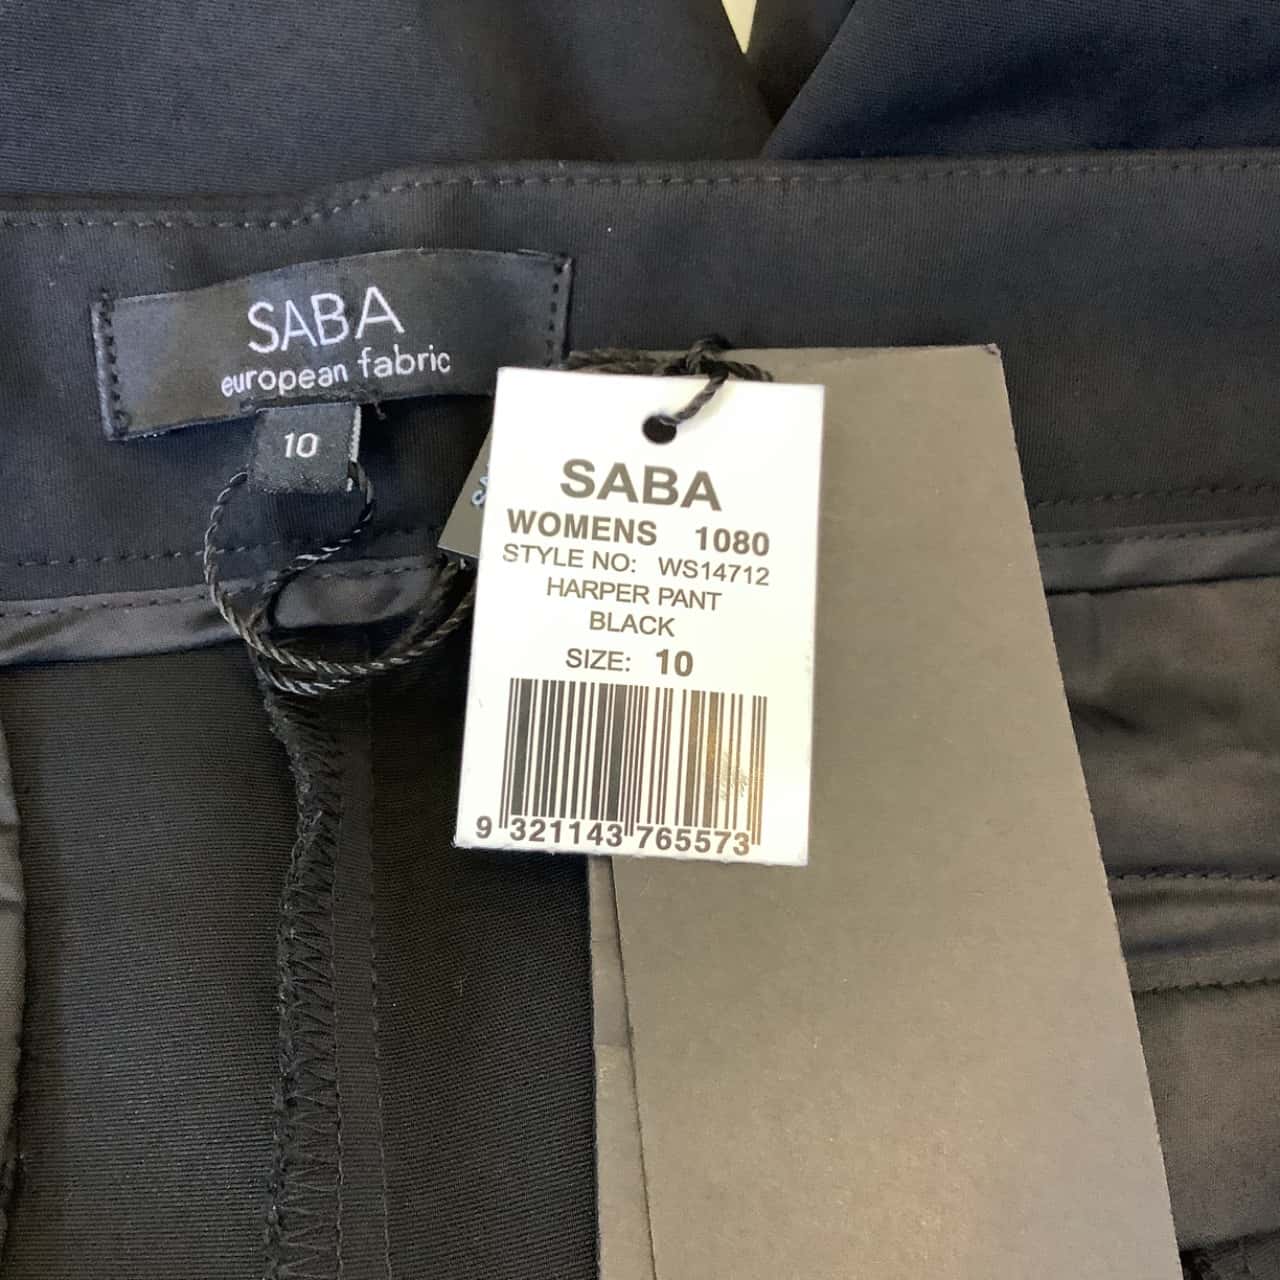 SABA
european fabric
10
SABA
WOMENS 1080
STYLE NO: WS14712
HARPER PANT
BLACK
SIZE: 10
9 321143 765573